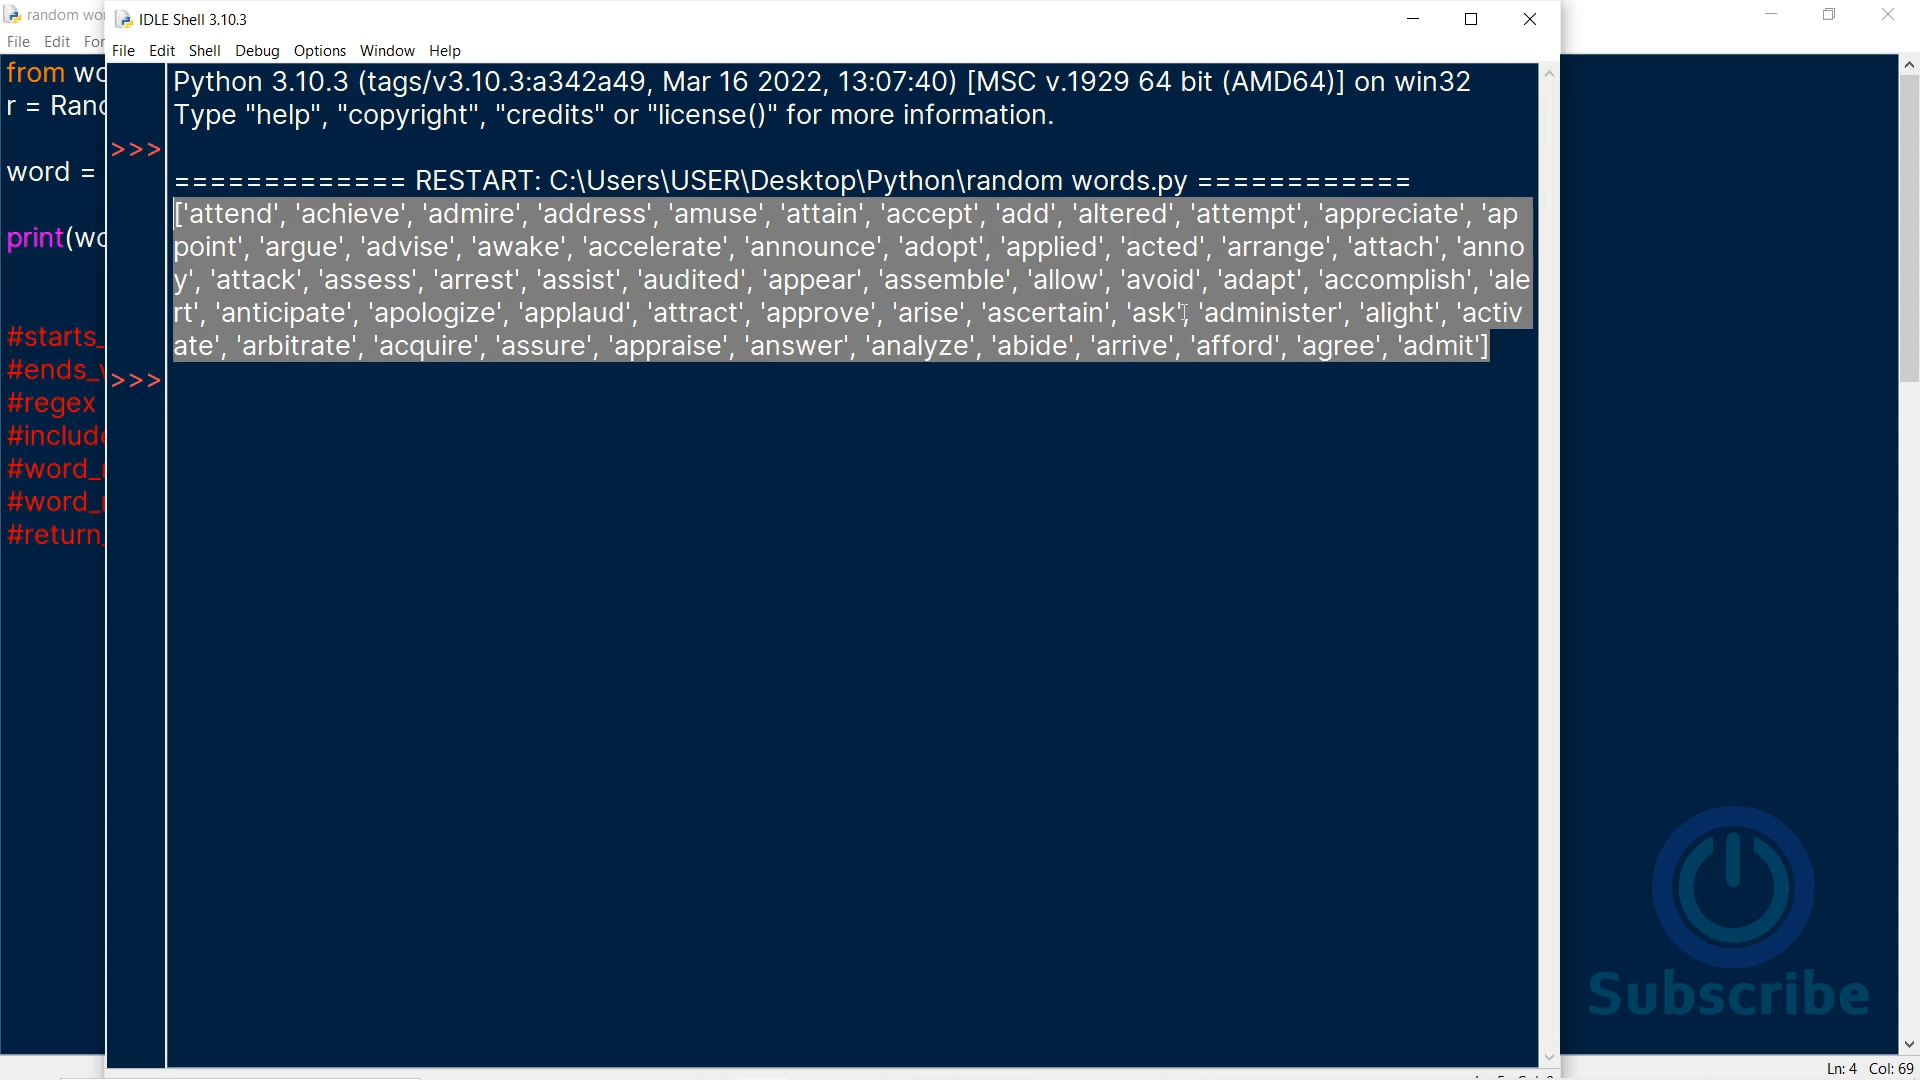 random wor
IDLE Shell 3.10.3
File Edit For
File Edit Shell Debug Options Window Help
from wo
r = Ranc
word =
print(wo
#starts_
#ends_
#regex
#include
#word_
#word_
#return_
Python 3.10.3 (tags/v3.10.3:a342a49, Mar 16 2022, 13:07:40) [MSC v.1929 64 bit (AMD64)] on win32
Type "help", "copyright", "credits" or "license()" for more information.
>>>
============= RESTART: C:\Users\USER\Desktop\Python\random words.py ============
['attend', 'achieve', 'admire', 'address', 'amuse', 'attain', 'accept', 'add', 'altered', 'attempt', 'appreciate', 'ap
point', 'argue', 'advise', 'awake', 'accelerate', 'announce', 'adopt', 'applied', 'acted', 'arrange', 'attach', 'anno
y', 'attack', 'assess', 'arrest', 'assist', 'audited', 'appear', 'assemble', 'allow', 'avoid', 'adapt', 'accomplish', 'ale
rt', 'anticipate', 'apologize', 'applaud', 'attract', 'approve', 'arise', 'ascertain', 'ask', 'administer', 'alight', 'activ
ate', 'arbitrate', 'acquire', 'assure', 'appraise', 'answer', 'analyze', 'abide', 'arrive', 'afford', 'agree', 'admit']
>>>
Subscribe
Ln: 4 Col: 69